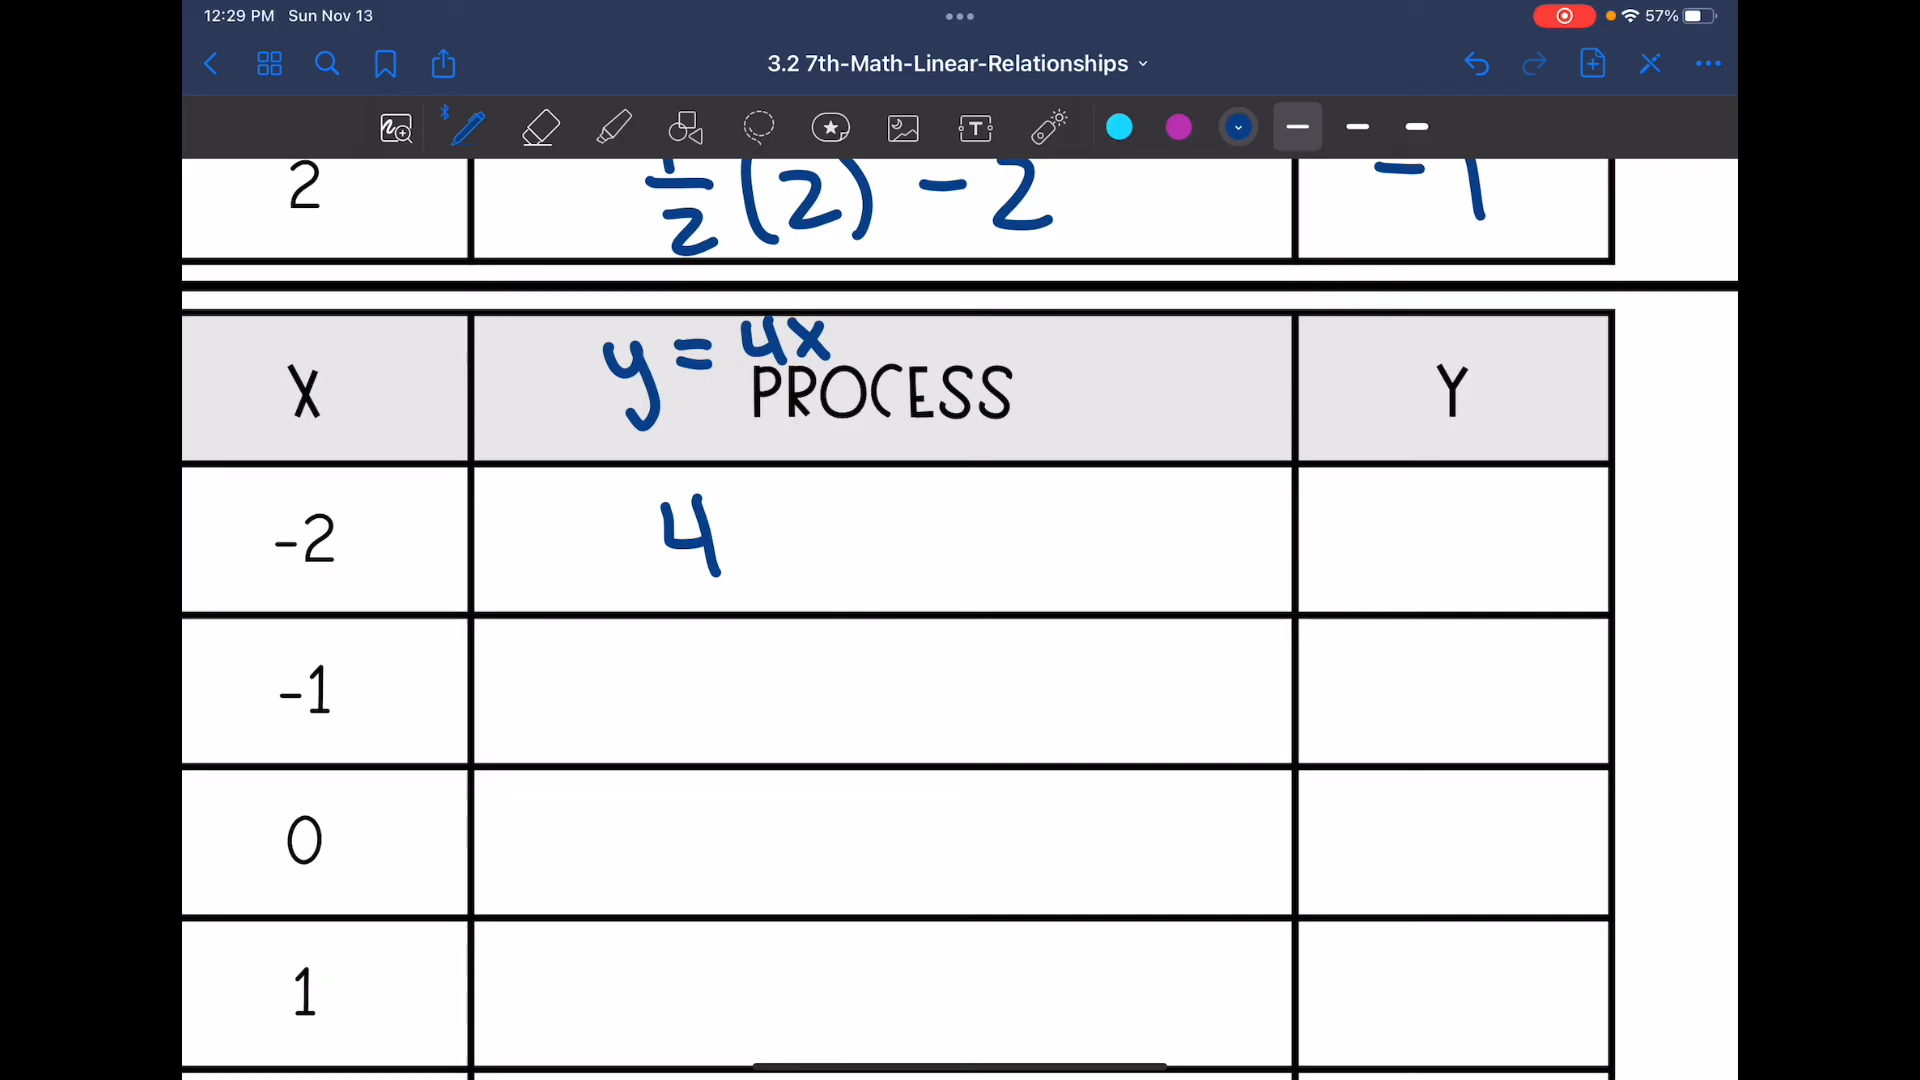 12:29 PM Sun Nov 13
57%
3.2 7th-Math-Linear-Relationships
T
2 1/2 (2) - 2 - 1
y = 4x
X PROCESS Y
-2 4
-1
0
1